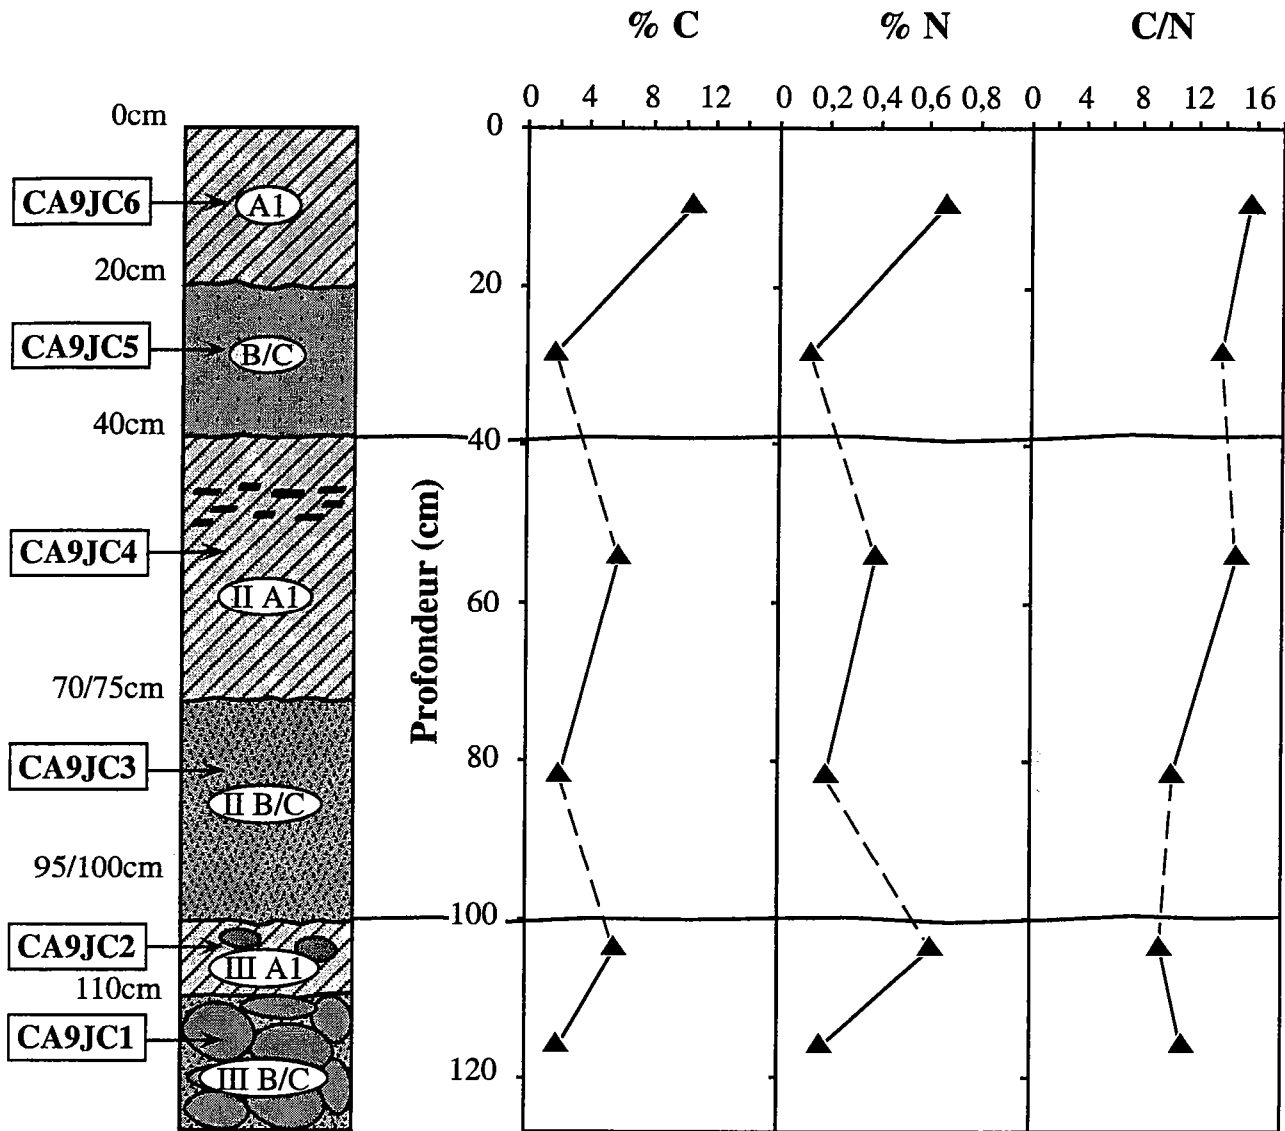 % C % N C/N
0 4 8 12 0 0,2 0,4 0,6 0,8 0 4 8 12 16
0cm
CA9JC6
A1
20cm
CA9JC5
B/C
40cm
CA9JC4
II A1
70/75cm
CA9JC3
II B/C
95/100cm
CA9JC2
III A1
110cm
CA9JC1
III B/C
Profondeur (cm)
0
20
40
60
80
100
120